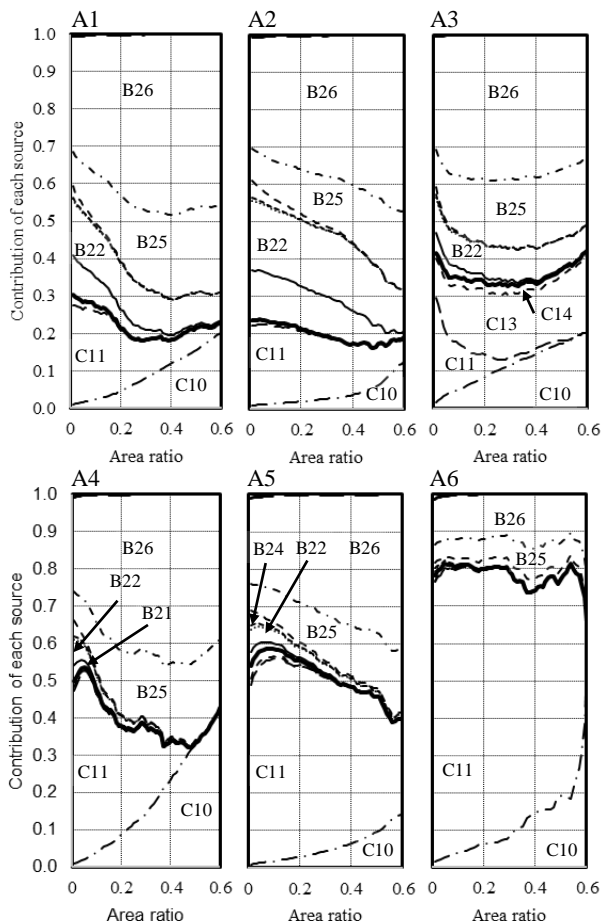 A1 A2 A3
Contribution of each source
1.0
0.9
0.8
0.7
0.6
0.5
0.4
0.3
0.2
0.1
0.0
B26
B25
B22
C11
C10
0 0.2 0.4 0.6
Area ratio
B26
B25
B22
C11
C10
0 0.2 0.4 0.6
Area ratio
B26
B25
B22
C14
C13
C11
C10
0 0.2 0.4 0.6
Area ratio
A4 A5 A6
Contribution of each source
1.0
0.9
0.8
0.7
0.6
0.5
0.4
0.3
0.2
0.1
0.0
B26
B22
B21
B25
C11
C10
0 0.2 0.4 0.6
Area ratio
B24 B22 B26
B25
C11
C10
0 0.2 0.4 0.6
Area ratio
B26
B25
C11
C10
0 0.2 0.4 0.6
Area ratio